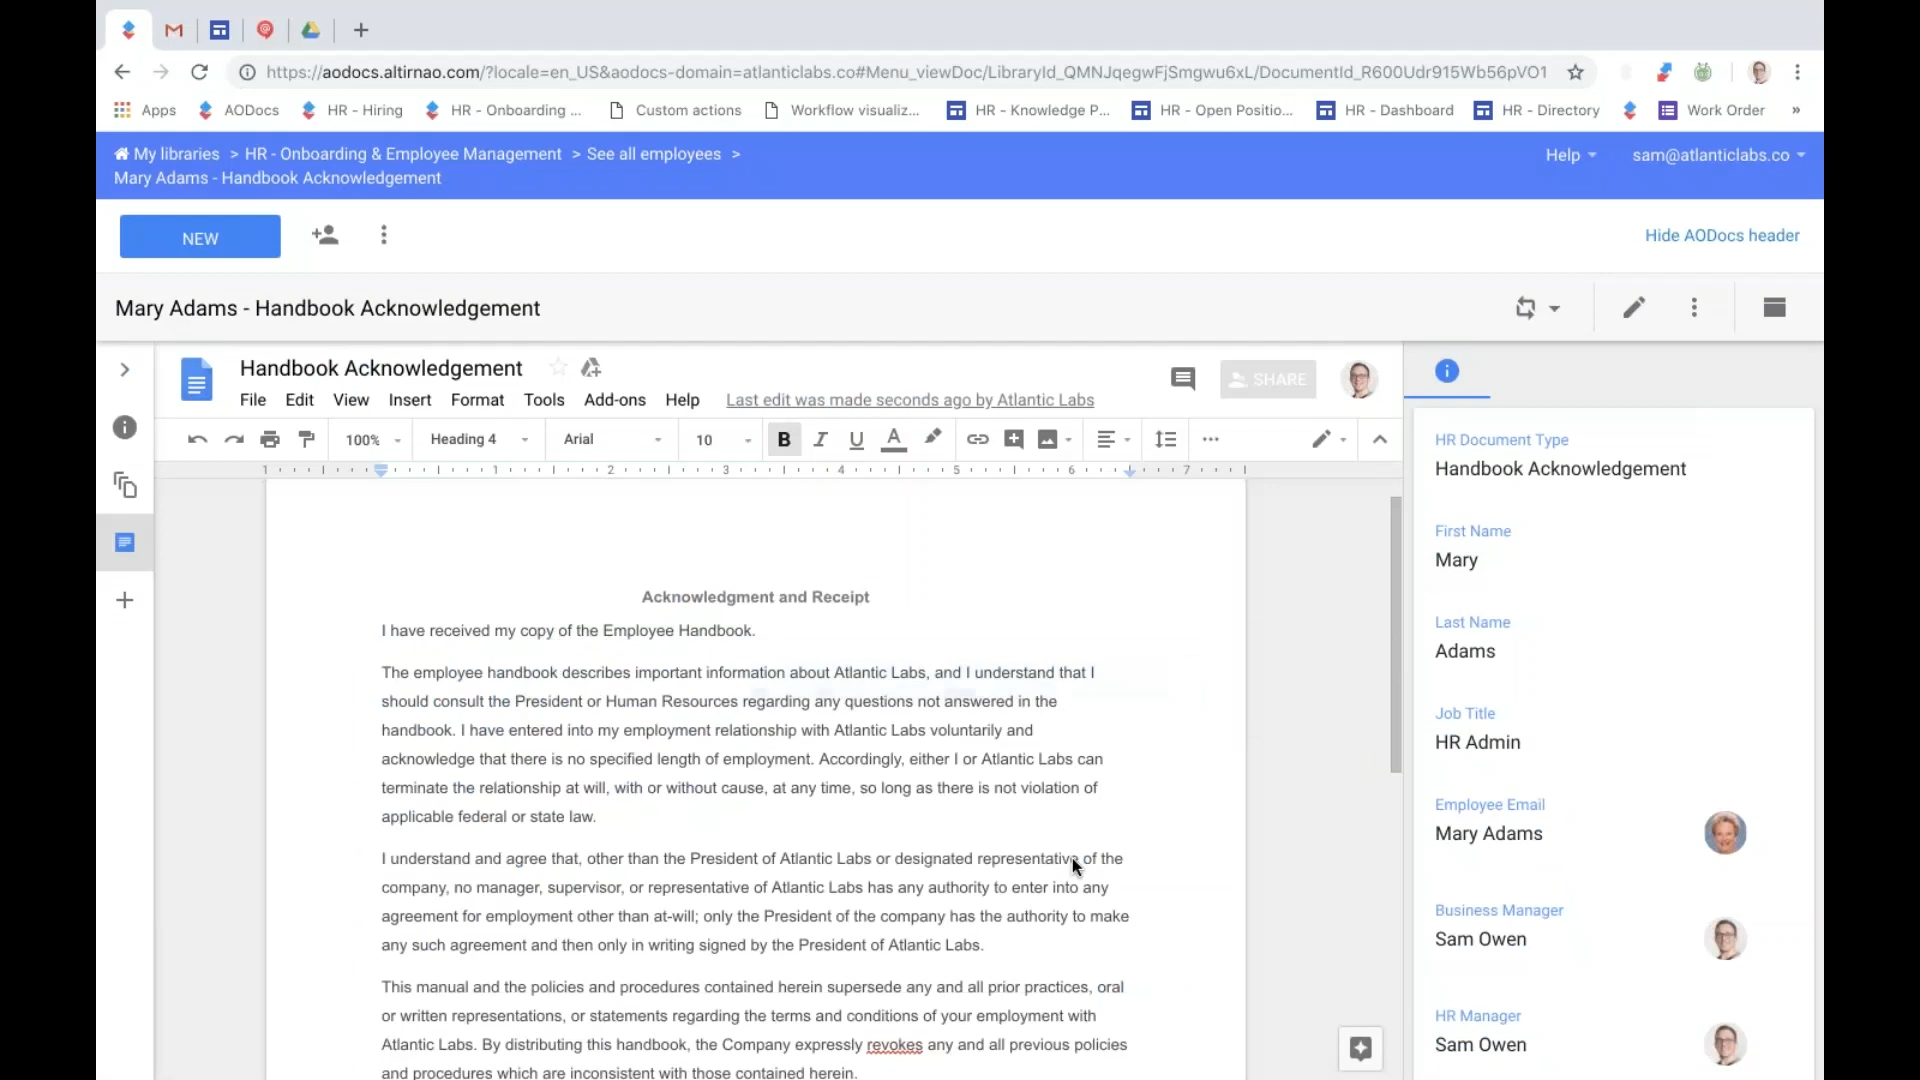 https://aodocs.altirnao.com/?locale=en_US&aodocs-domain=atlanticlabs.co#Menu_viewDoc/LibraryId_QMNJqegwFjSmgwu6xL/DocumentId_R600Udr915Wb56pVO1
Apps AODocs HR - Hiring HR - Onboarding ... Custom actions Workflow visualiz... HR - Knowledge P... HR - Open Positio... HR - Dashboard HR - Directory Work Order »
My libraries > HR - Onboarding & Employee Management > See all employees >
Mary Adams - Handbook Acknowledgement
Help sam@atlanticlabs.co
NEW
Hide AODocs header
Mary Adams - Handbook Acknowledgement
Handbook Acknowledgement
SHARE
File Edit View Insert Format Tools Add-ons Help Last edit was made seconds ago by Atlantic Labs
100% Heading 4 Arial 10 B I U A
1 1 2 3 4 5 6 7
Acknowledgment and Receipt
I have received my copy of the Employee Handbook.
The employee handbook describes important information about Atlantic Labs, and I understand that I
should consult the President or Human Resources regarding any questions not answered in the
handbook. I have entered into my employment relationship with Atlantic Labs voluntarily and
acknowledge that there is no specified length of employment. Accordingly, either I or Atlantic Labs can
terminate the relationship at will, with or without cause, at any time, so long as there is not violation of
applicable federal or state law.
I understand and agree that, other than the President of Atlantic Labs or designated representative of the
company, no manager, supervisor, or representative of Atlantic Labs has any authority to enter into any
agreement for employment other than at-will; only the President of the company has the authority to make
any such agreement and then only in writing signed by the President of Atlantic Labs.
This manual and the policies and procedures contained herein supersede any and all prior practices, oral
or written representations, or statements regarding the terms and conditions of your employment with
Atlantic Labs. By distributing this handbook, the Company expressly revokes any and all previous policies
and procedures which are inconsistent with those contained herein.
HR Document Type
Handbook Acknowledgement
First Name
Mary
Last Name
Adams
Job Title
HR Admin
Employee Email
Mary Adams
Business Manager
Sam Owen
HR Manager
Sam Owen